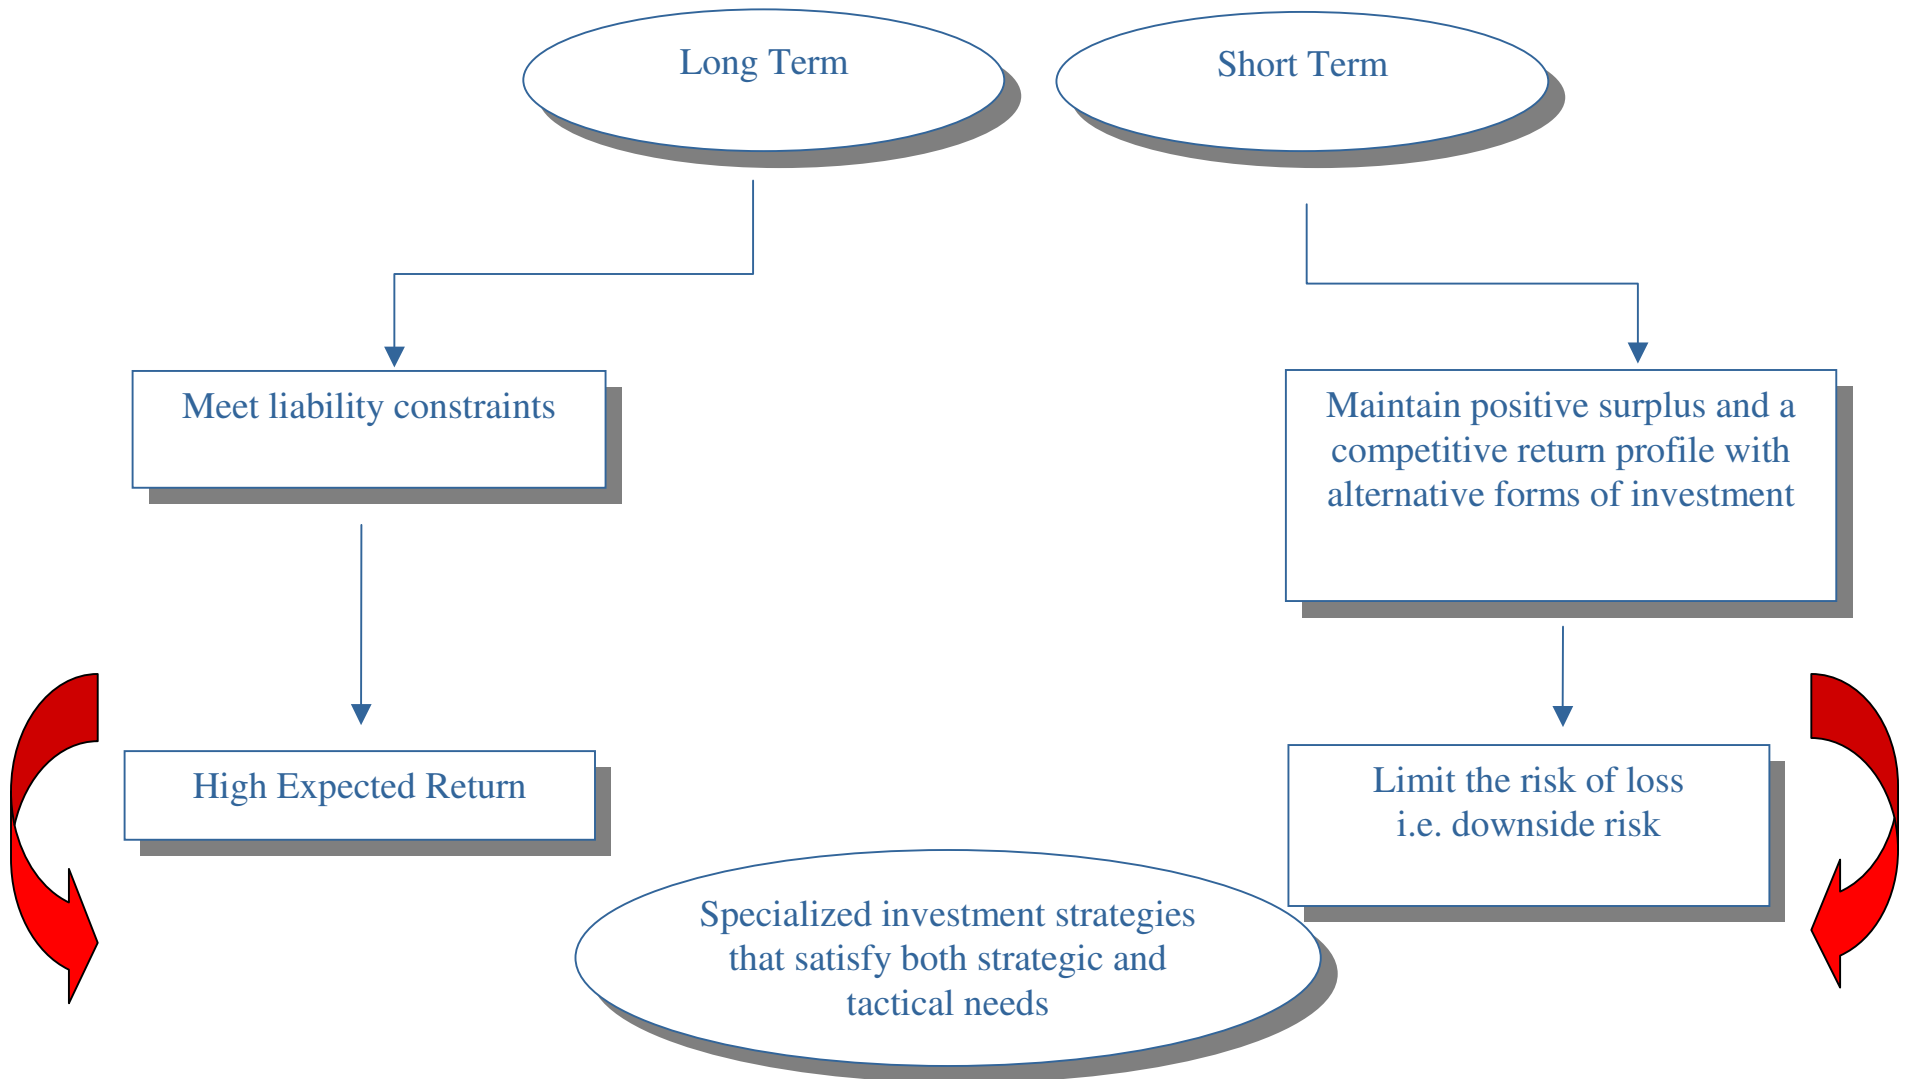 Long Term
Short Term
Meet liability constraints
Maintain positive surplus and a
competitive return profile with
alternative forms of investment
High Expected Return
Limit the risk of loss
i.e. downside risk
Specialized investment strategies
that satisfy both strategic and
tactical needs